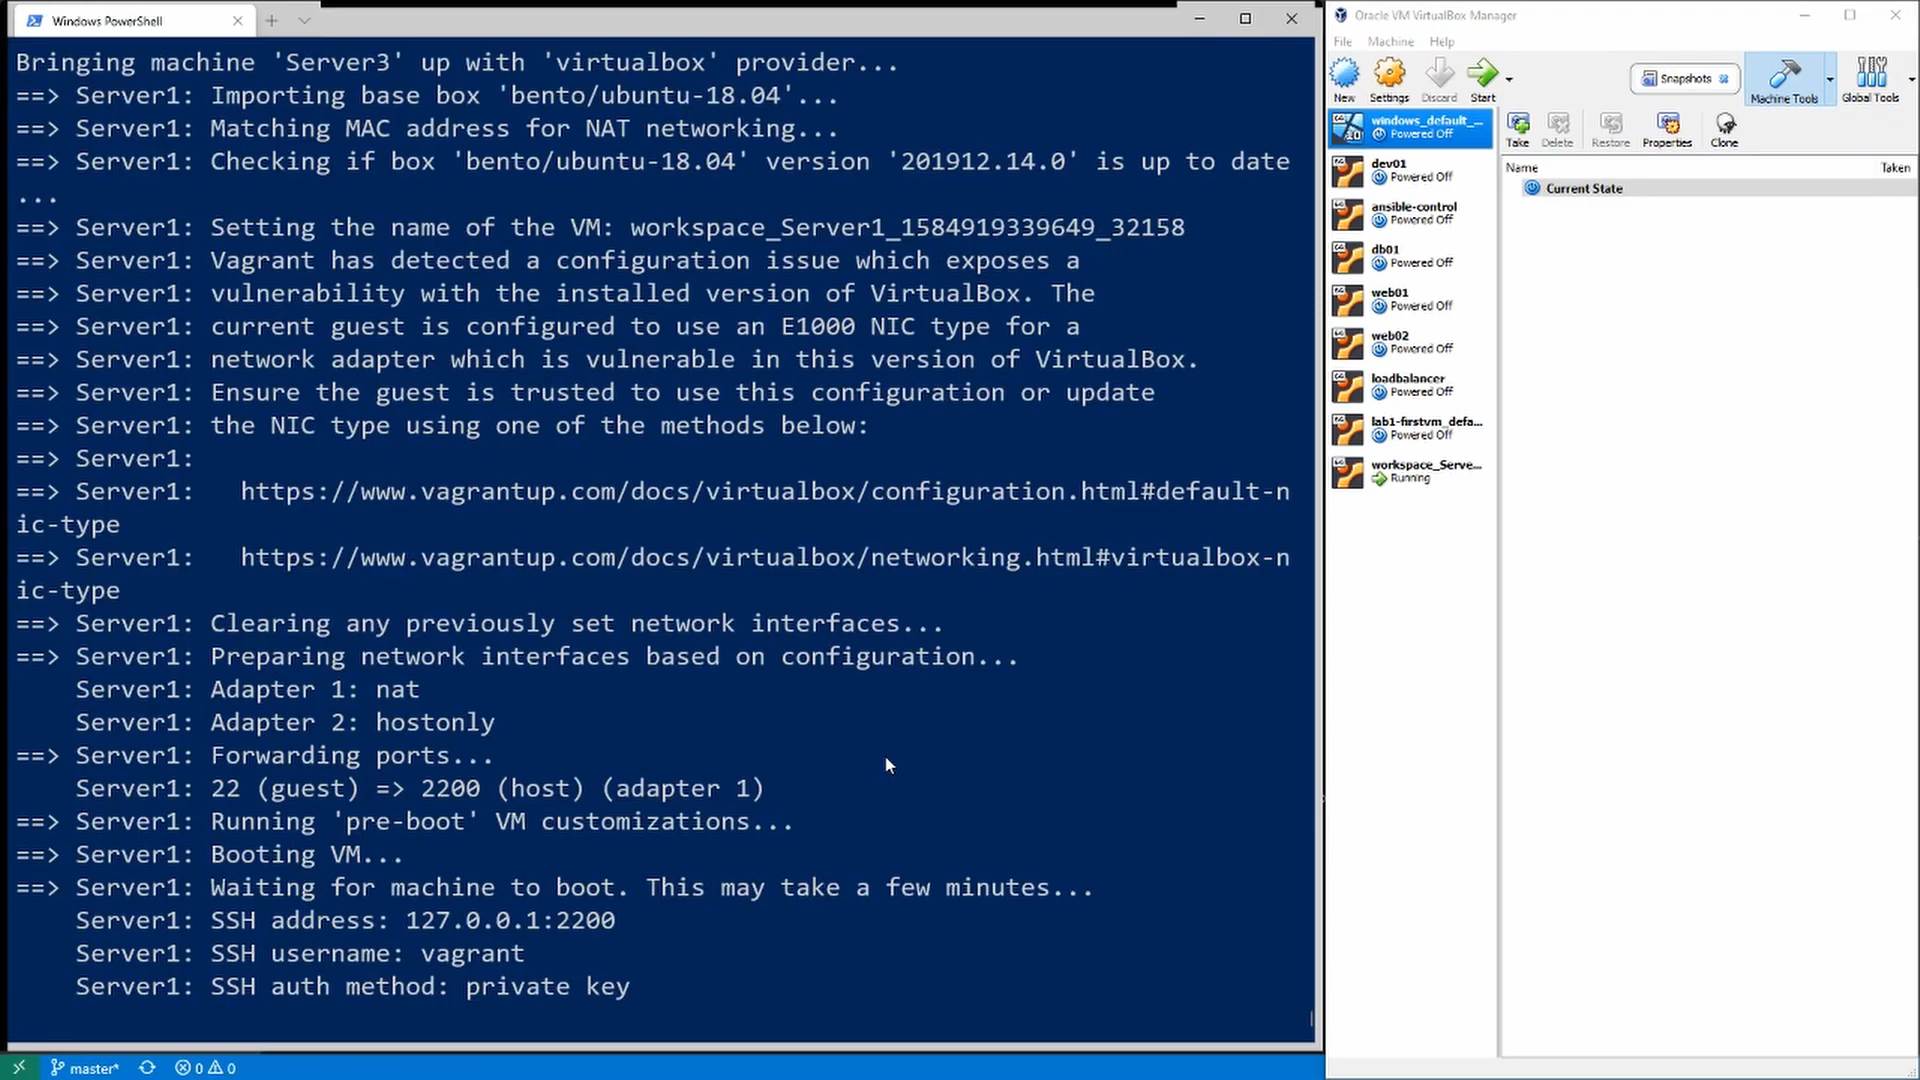 Windows PowerShell
Bringing machine 'Server3' up with 'virtualbox' provider...
==> Server1: Importing base box 'bento/ubuntu-18.04'...
==> Server1: Matching MAC address for NAT networking...
==> Server1: Checking if box 'bento/ubuntu-18.04' version '201912.14.0' is up to date
...
==> Server1: Setting the name of the VM: workspace_Server1_1584919339649_32158
==> Server1: Vagrant has detected a configuration issue which exposes a
==> Server1: vulnerability with the installed version of VirtualBox. The
==> Server1: current guest is configured to use an E1000 NIC type for a
==> Server1: network adapter which is vulnerable in this version of VirtualBox.
==> Server1: Ensure the guest is trusted to use this configuration or update
==> Server1: the NIC type using one of the methods below:
==> Server1:
==> Server1:   https://www.vagrantup.com/docs/virtualbox/configuration.html#default-n
ic-type
==> Server1:   https://www.vagrantup.com/docs/virtualbox/networking.html#virtualbox-n
ic-type
==> Server1: Clearing any previously set network interfaces...
==> Server1: Preparing network interfaces based on configuration...
Server1: Adapter 1: nat
Server1: Adapter 2: hostonly
==> Server1: Forwarding ports...
Server1: 22 (guest) => 2200 (host) (adapter 1)
==> Server1: Running 'pre-boot' VM customizations...
==> Server1: Booting VM...
==> Server1: Waiting for machine to boot. This may take a few minutes...
Server1: SSH address: 127.0.0.1:2200
Server1: SSH username: vagrant
Server1: SSH auth method: private key
master* 0 0
Oracle VM VirtualBox Manager
File Machine Help
New Settings Discard Start
Snapshots
Machine Tools Global Tools
windows_default_...
Powered Off
dev01
Powered Off
ansible-control
Powered Off
db01
Powered Off
web01
Powered Off
web02
Powered Off
loadbalancer
Powered Off
lab1-firstvm_defa...
Powered Off
workspace_Serve...
Running
Take Delete Restore Properties Clone
Name Taken
Current State